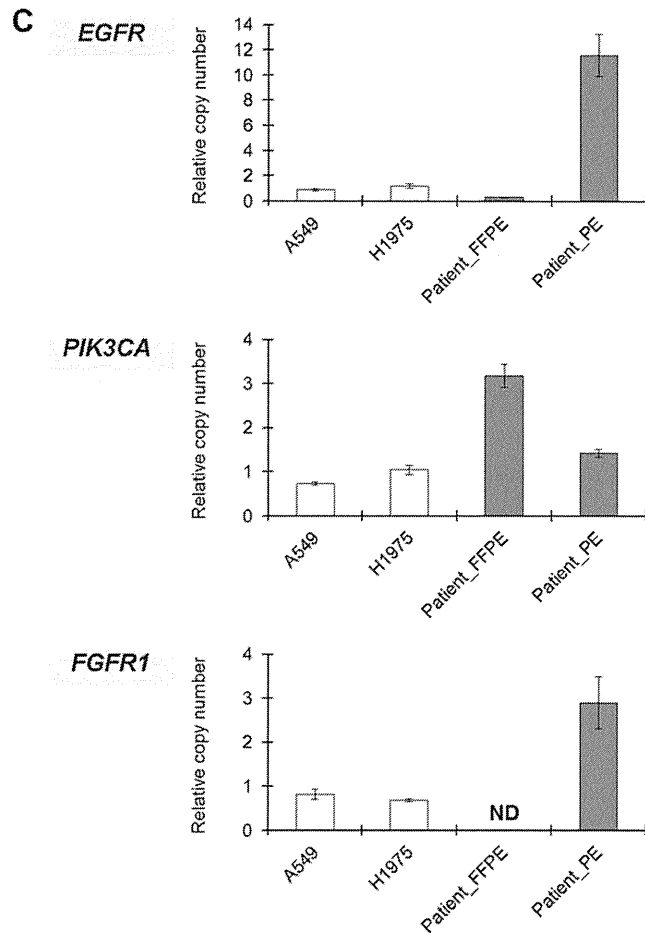 C
EGFR
Relative copy number
14
12
10
8
6
4
2
0
A549
H1975
Patient_FFPE
Patient_PE
PIK3CA
Relative copy number
4
3
2
1
0
A549
H1975
Patient_FFPE
Patient_PE
FGFR1
Relative copy number
4
3
2
1
0
ND
A549
H1975
Patient_FFPE
Patient_PE